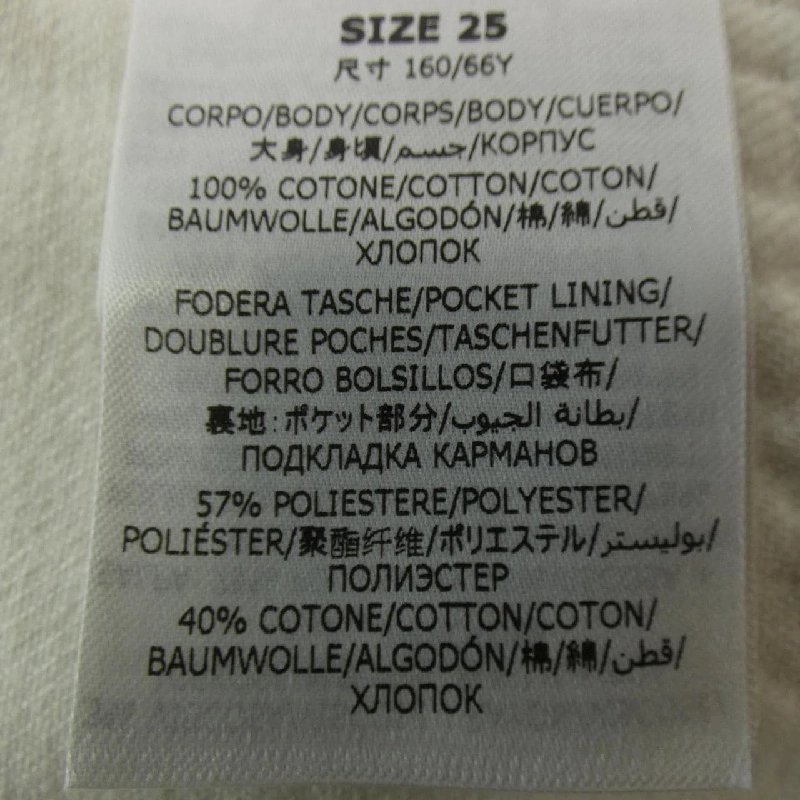 SIZE 25
尺寸 160/66Y
CORPO/BODY/CORPS/BODY/CUERPO/
大身/身頃/جسم/КОРПУС
100% COTONE/COTTON/COTON/
BAUMWOLLE/ALGODÓN/棉/綿/قطن/
ХЛОПОК
FODERA TASCHE/POCKET LINING/
DOUBLURE POCHES/TASCHENFUTTER/
FORRO BOLSILLOS/口袋布/
裏地:ポケット部分/بطانة الجيوب/
ПОДКЛАДКА КАРМАНОВ
57% POLIESTERE/POLYESTER/
POLIÉSTER/聚酯纤维/ポリエステル/بوليستر/
ПОЛИЭСТЕР
40% COTONE/COTTON/COTON/
BAUMWOLLE/ALGODÓN/棉/綿/قطن/
ХЛОПОК